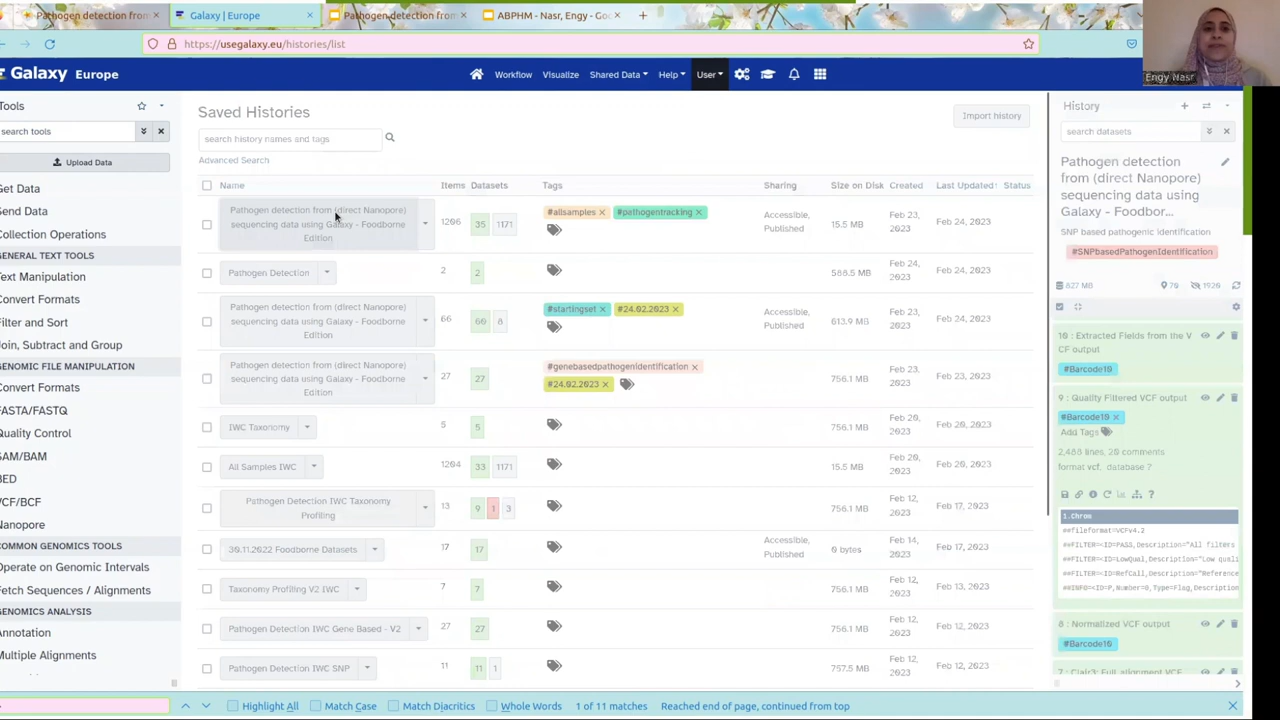 Pathogen detection from
Galaxy | Europe
Pathogen detection from
ABPHM - Nasr, Engy - Goo
https://usegalaxy.eu/histories/list
Engy Nasr
Galaxy Europe
Workflow
Visualize
Shared Data
Help
User
Tools
search tools
Upload Data
Get Data
Send Data
Collection Operations
GENERAL TEXT TOOLS
Text Manipulation
Convert Formats
Filter and Sort
Join, Subtract and Group
GENOMIC FILE MANIPULATION
Convert Formats
FASTA/FASTQ
Quality Control
SAM/BAM
BED
VCF/BCF
Nanopore
COMMON GENOMICS TOOLS
Operate on Genomic Intervals
Fetch Sequences / Alignments
GENOMICS ANALYSIS
Annotation
Multiple Alignments
Saved Histories
Import history
search history names and tags
Advanced Search
Name Items Datasets Tags Sharing Size on Disk Created Last Updated↑ Status
Pathogen detection from (direct Nanopore)
sequencing data using Galaxy - Foodborne
Edition
1206 35 1171 #allsamples × #pathogentracking × Accessible,
Published 15.5 MB Feb 23,
2023 Feb 24, 2023
Pathogen Detection 2 2 588.5 MB Feb 24,
2023 Feb 24, 2023
Pathogen detection from (direct Nanopore)
sequencing data using Galaxy - Foodborne
Edition
66 60 6 #startingset × #24.02.2023 × Accessible,
Published 613.9 MB Feb 23,
2023 Feb 24, 2023
Pathogen detection from (direct Nanopore)
sequencing data using Galaxy - Foodborne
Edition
27 27 #genebasedpathogenidentification ×
#24.02.2023 × 756.1 MB Feb 23,
2023 Feb 23, 2023
IWC Taxonomy 5 5 756.1 MB Feb 20,
2023 Feb 20, 2023
All Samples IWC 1204 33 1171 15.5 MB Feb 20,
2023 Feb 20, 2023
Pathogen Detection IWC Taxonomy
Profiling
13 9 1 3 756.1 MB Feb 12,
2023 Feb 17, 2023
30.11.2022 Foodborne Datasets 17 17 Accessible,
Published 0 bytes Feb 14,
2023 Feb 17, 2023
Taxonomy Profiling V2 IWC 7 7 756.1 MB Feb 12,
2023 Feb 13, 2023
Pathogen Detection IWC Gene Based - V2 27 27 756.1 MB Feb 12,
2023 Feb 12, 2023
Pathogen Detection IWC SNP 11 11 1 757.5 MB Feb 12,
2023 Feb 12, 2023
History
search datasets
Pathogen detection
from (direct Nanopore)
sequencing data using
Galaxy - Foodbor...
SNP based pathogenic identification
#SNPbasedPathogenIdentification
827 MB 70 1920
10 : Extracted Fields from the V
CF output
#Barcode10
9 : Quality Filtered VCF output
#Barcode10 ×
Add Tags
2,468 lines, 20 comments
format vcf, database ?
1.Chrom
##fileformat=VCFv4.2
##FILTER=<ID=PASS,Description="All filters
##FILTER=<ID=LowQual,Description="Low quali
##FILTER=<ID=RefCall,Description="Reference
##INFO=<ID=P,Number=0,Type=Flag,Description
8 : Normalized VCF output
#Barcode10
7 : Clair3: Full alignment VCF
Highlight All
Match Case
Match Diacritics
Whole Words
1 of 11 matches
Reached end of page, continued from top